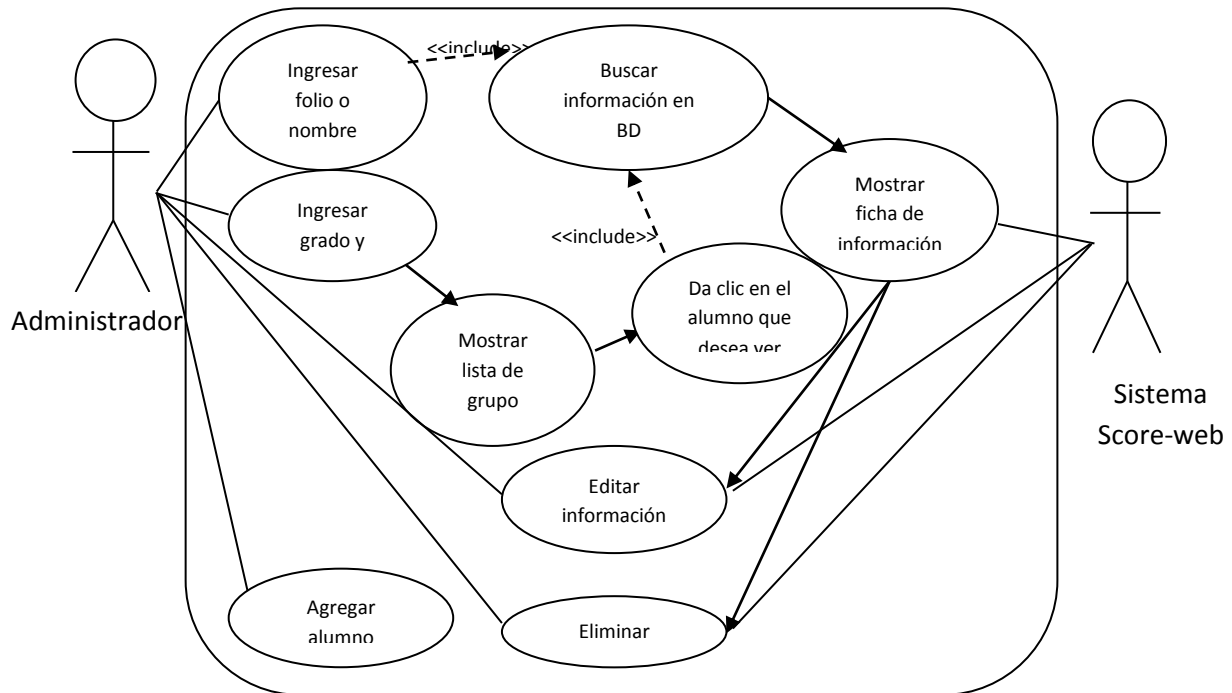 Ingresar
folio o
nombre
<<include>>
Buscar
información en
BD
Mostrar
ficha de
información
Ingresar
grado y
<<include>>
Da clic en el
alumno que
desea ver
Administrador
Mostrar
lista de
grupo
Sistema
Score-web
Editar
información
Agregar
alumno
Eliminar